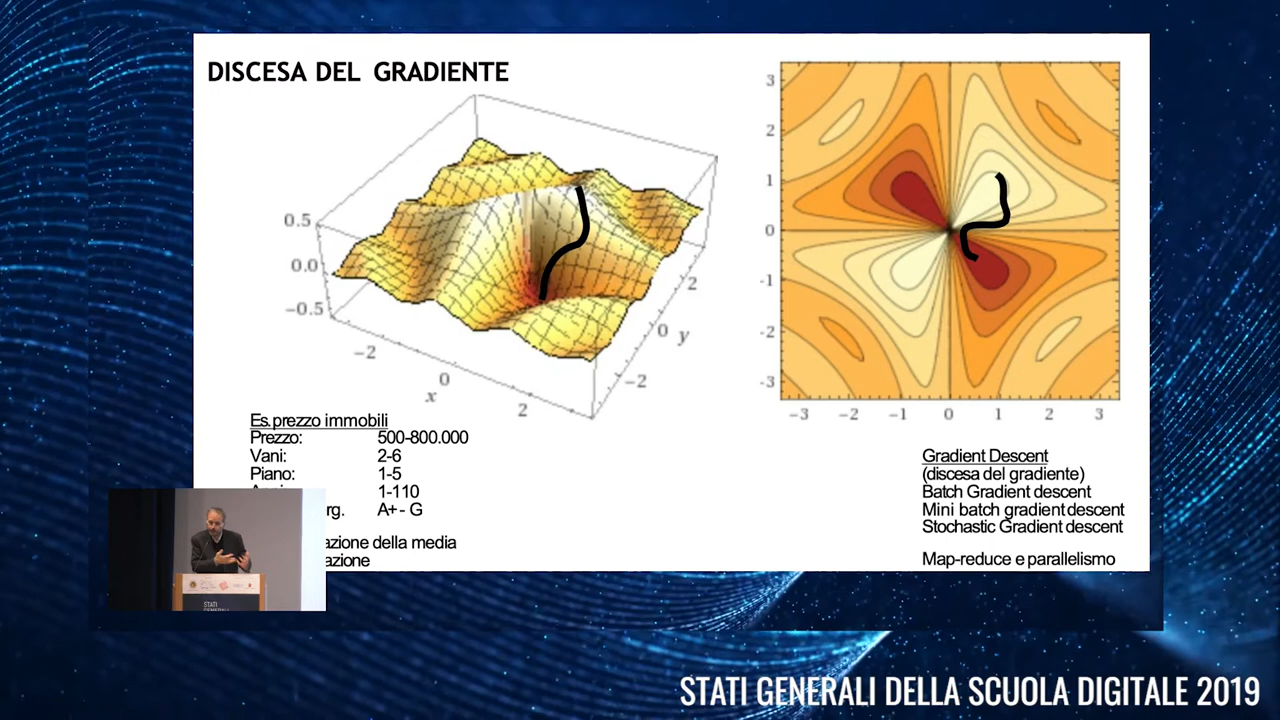 DISCESA DEL GRADIENTE
0.5
0.0
−0.5
−2
0
2
x
2
0
y
−2
3
2
1
0
-1
-2
-3
−3
−2
−1
0
1
2
3
Es.prezzo immobili
Prezzo: 500-800.000
Vani: 2-6
Piano: 1-5
1-110
rg. A+- G
azione della media
azione
Gradient Descent
(discesa del gradiente)
Batch Gradient descent
Mini batch gradient descent
Stochastic Gradient descent
Map-reduce e parallelismo
STATI
STATI GENERALI DELLA SCUOLA DIGITALE 2019